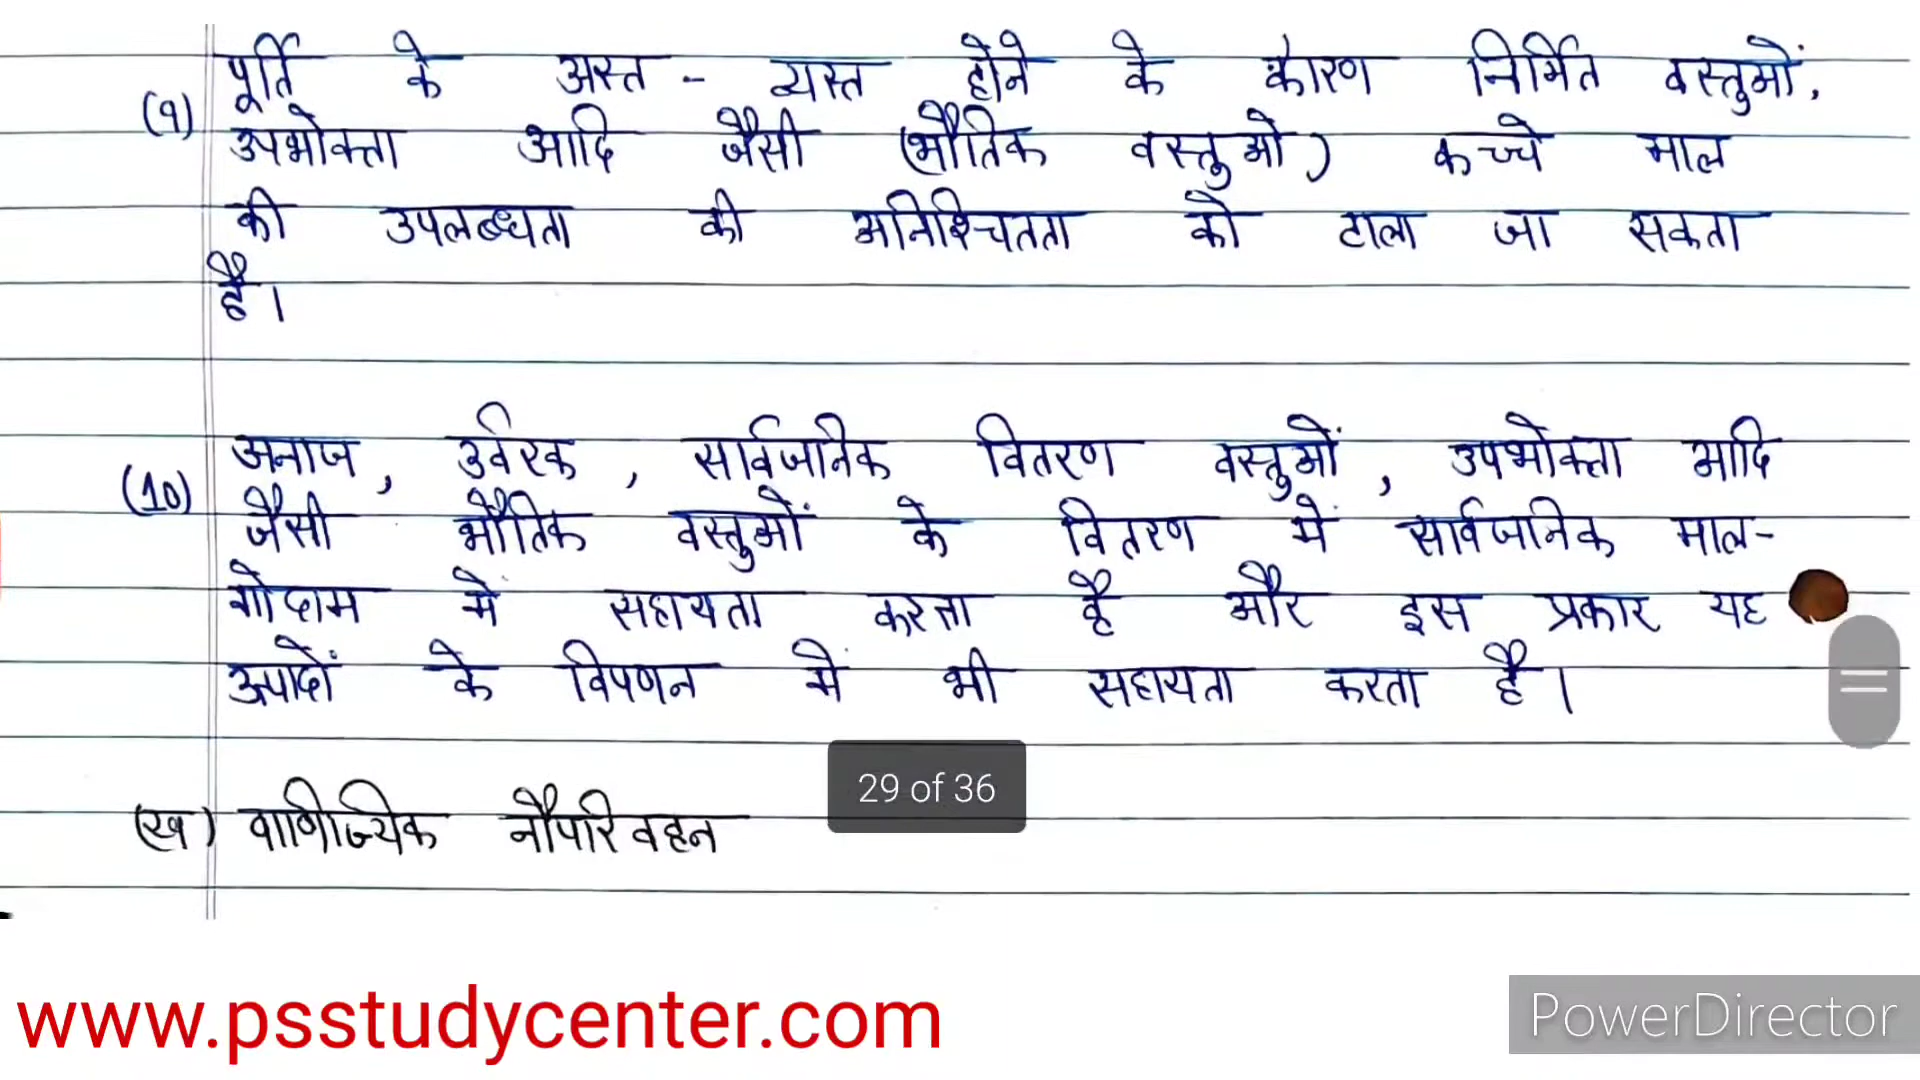 पूर्ति के अस्त - व्यस्त होने के कारण निर्मित वस्तुओं,
(9) उपभोक्ता आदि जैसी (भौतिक वस्तुओ) कच्चे माल
की उपलब्धता की अनिश्चितता को टाला जा सकता
है।
अनाज, उर्वरक, सार्वजनिक वितरण वस्तुओं, उपभोक्ता आदि
(10) जैसी भौतिक वस्तुओं के वितरण में सार्वजनिक माल-
गोदाम में सहायता करता है और इस प्रकार यह
उत्पादों के विपणन में भी सहायता करता है।
29 of 36
(ख) वाणिज्यिक नौपरिवहन
www.psstudycenter.com
PowerDirector